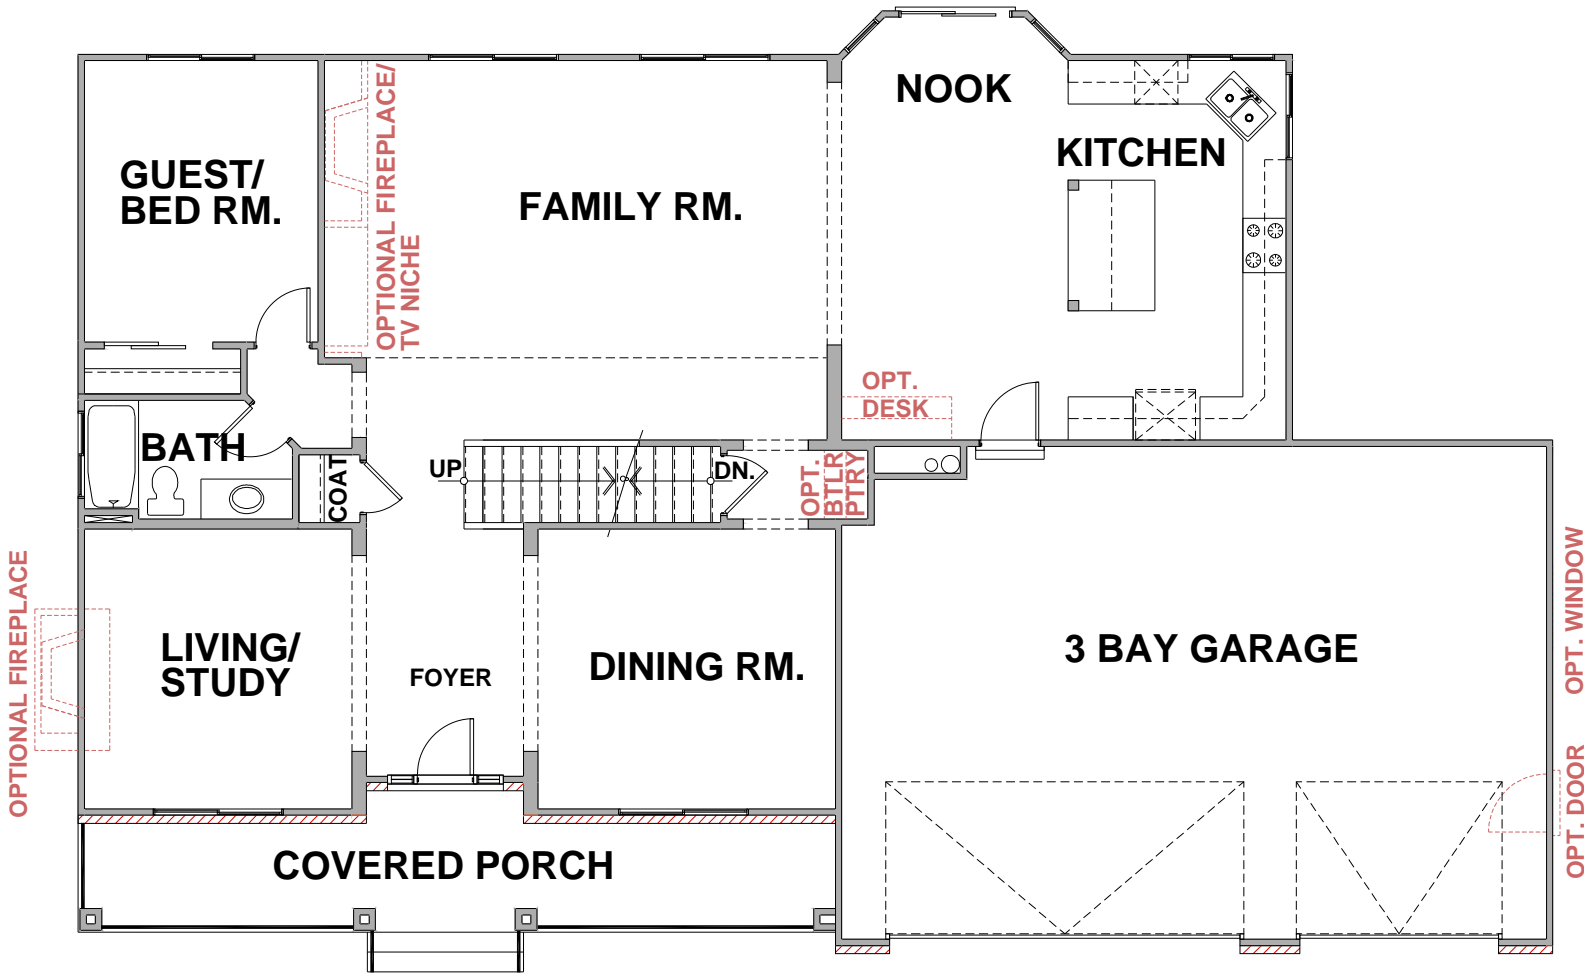 NOOK
KITCHEN
GUEST/
BED RM.
FAMILY RM.
OPTIONAL FIREPLACE/
TV NICHE
OPT.
DESK
BATH
COAT
UP
DN.
OPT.
BTLR
PTRY
OPTIONAL FIREPLACE
LIVING/
STUDY
FOYER
DINING RM.
3 BAY GARAGE
OPT. WINDOW
OPT. DOOR
COVERED PORCH